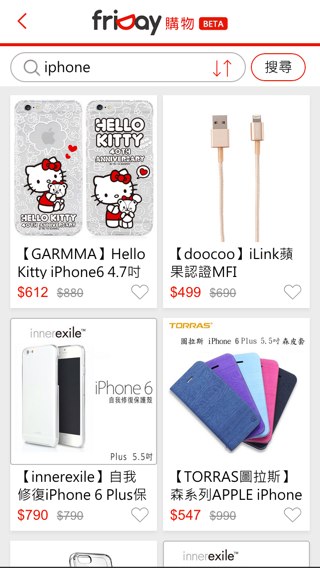 friDay 購物 BETA
iphone
搜尋
HELLO KITTY
40TH ANNIVERSARY
HELLO KITTY
40TH ANNIVERSARY
【GARMMA】Hello
Kitty iPhone6 4.7吋
$612 $880
【doocoo】iLink蘋
果認證MFI
$499 $690
innerexile™
iPhone 6
自我修復保護殼
Plus 5.5吋
【innerexile】自我
修復iPhone 6 Plus保
$790 $790
TORRAS®
圖拉斯 iPhone 6 Plus 5.5吋 森皮套
【TORRAS圖拉斯】
森系列APPLE iPhone
$547 $990
innerexile™